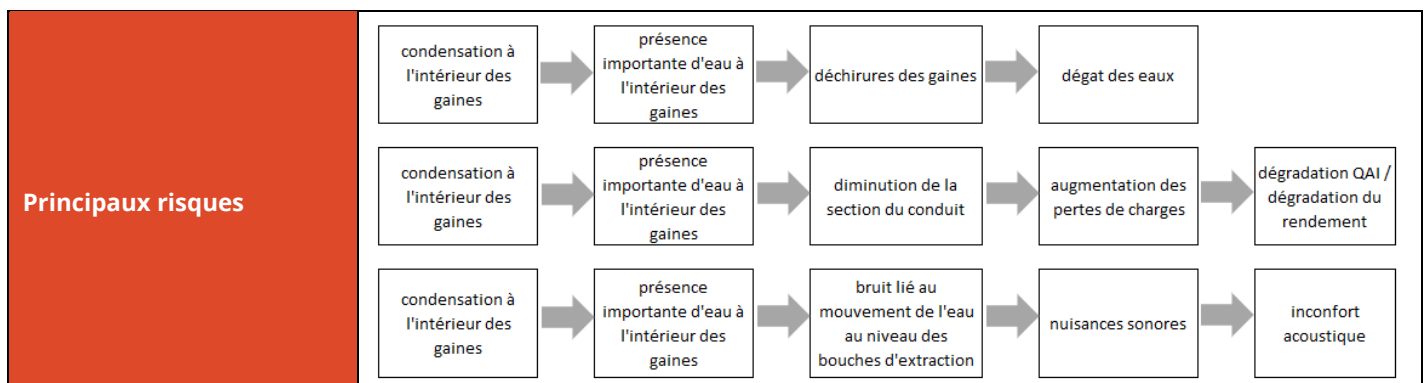 Principaux risques
condensation à
l'intérieur des
gaines
présence
importante d'eau à
l'intérieur des
gaines
déchirures des gaines
dégat des eaux
condensation à
l'intérieur des
gaines
présence
importante d'eau à
l'intérieur des
gaines
diminution de la
section du conduit
augmentation des
pertes de charges
dégradation QAI /
dégradation du
rendement
condensation à
l'intérieur des
gaines
présence
importante d'eau à
l'intérieur des
gaines
bruit lié au
mouvement de l'eau
au niveau des
bouches d'extraction
nuisances sonores
inconfort
acoustique